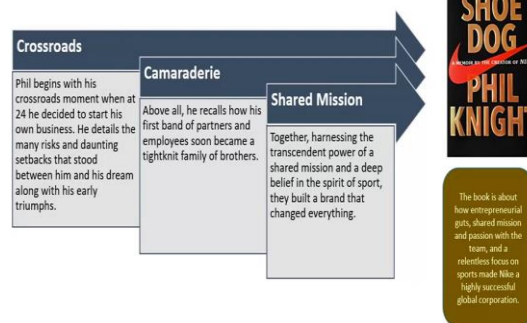 Crossroads
Phil begins with his
crossroads moment when at
24 he decided to start his
own business. He details the
many risks and daunting
setbacks that stood
between him and his dream
along with his early
triumphs.
Camaraderie
Above all, he recalls how his
first band of partners and
employees soon became a
tightknit family of brothers.
Shared Mission
Together, harnessing the
transcendent power of a
shared mission and a deep
belief in the spirit of sport,
they built a brand that
changed everything.
SHOE
DOG
A MEMOIR BY THE CREATOR OF
PHIL
KNIGHT
The book is about
how entrepreneurial
guts, shared mission
and passion with the
team, and a
relentless focus on
sports made Nike a
highly successful
global corporation.